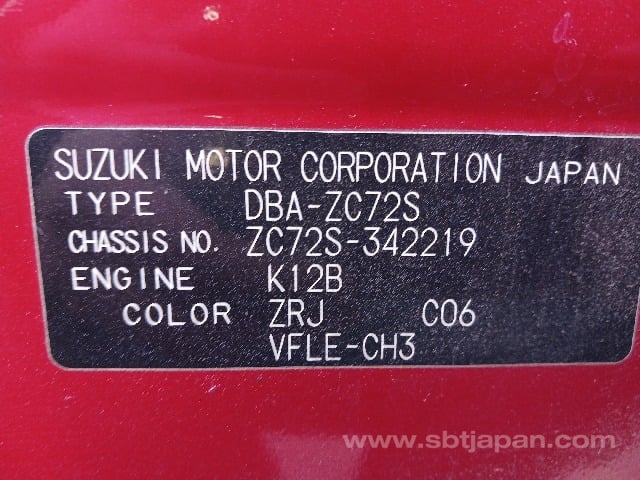 SUZUKI MOTOR CORPORATION JAPAN
TYPE DBA-ZC72S
CHASSIS NO. ZC72S-342219
ENGINE K12B
COLOR ZRJ C06
VFLE-CH3
www.sbtjapan.com